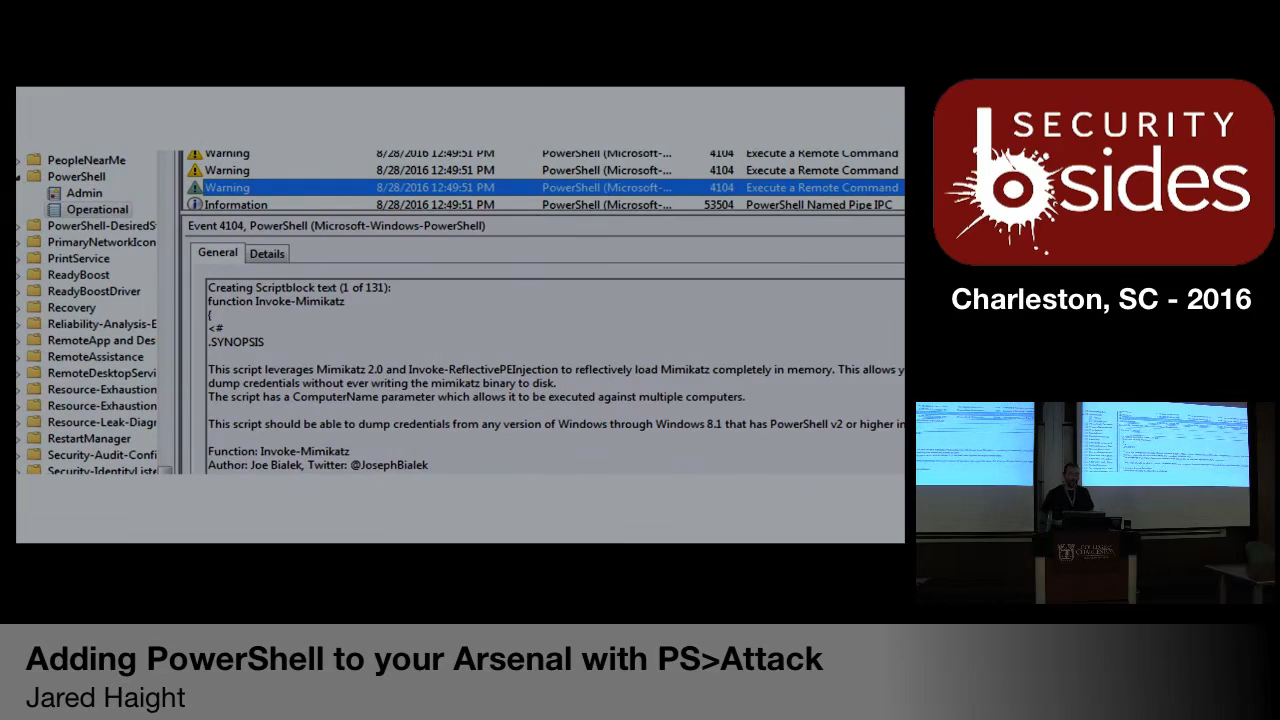 PeopleNearMe
PowerShell
Admin
Operational
PowerShell-DesiredSt
PrimaryNetworkIcon
PrintService
ReadyBoost
ReadyBoostDriver
Recovery
Reliability-Analysis-E
RemoteApp and Des
RemoteAssistance
RemoteDesktopServi
Resource-Exhaustion
Resource-Exhaustion
Resource-Leak-Diagr
RestartManager
Security-Audit-Confi
Security-IdentityListe
Warning 8/28/2016 12:49:51 PM PowerShell (Microsoft-... 4104 Execute a Remote Command
Warning 8/28/2016 12:49:51 PM PowerShell (Microsoft-... 4104 Execute a Remote Command
Warning 8/28/2016 12:49:51 PM PowerShell (Microsoft-... 4104 Execute a Remote Command
Information 8/28/2016 12:49:51 PM PowerShell (Microsoft-... 53504 PowerShell Named Pipe IPC
Event 4104, PowerShell (Microsoft-Windows-PowerShell)
General Details
Creating Scriptblock text (1 of 131):
function Invoke-Mimikatz
{
<#
.SYNOPSIS
This script leverages Mimikatz 2.0 and Invoke-ReflectivePEInjection to reflectively load Mimikatz completely in memory. This allows y
dump credentials without ever writing the mimikatz binary to disk.
The script has a ComputerName parameter which allows it to be executed against multiple computers.
This script should be able to dump credentials from any version of Windows through Windows 8.1 that has PowerShell v2 or higher in
Function: Invoke-Mimikatz
Author: Joe Bialek, Twitter: @JosephBialek
SECURITY
bsides
Charleston, SC - 2016
Adding PowerShell to your Arsenal with PS>Attack
Jared Haight